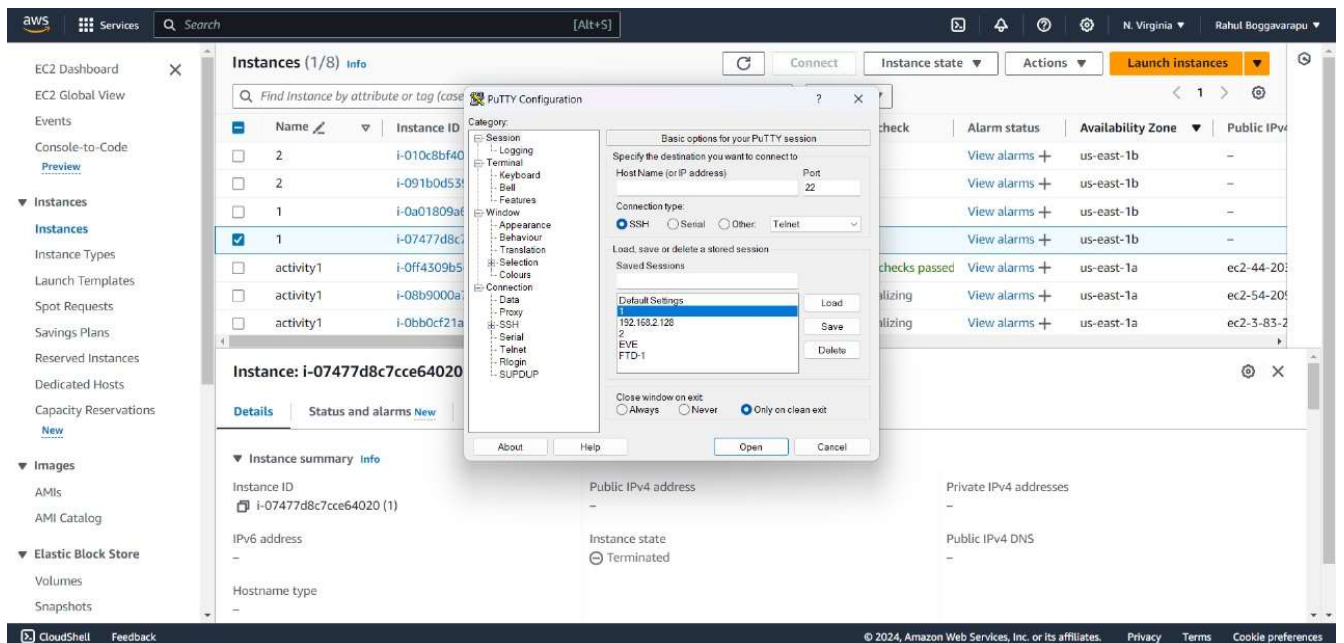 aws Services Search [Alt+S] N. Virginia Rahul Boggavarapu
EC2 Dashboard
EC2 Global View
Events
Console-to-Code
Preview
Instances
Instances
Instance Types
Launch Templates
Spot Requests
Savings Plans
Reserved Instances
Dedicated Hosts
Capacity Reservations
New
Images
AMIs
AMI Catalog
Elastic Block Store
Volumes
Snapshots
Instances (1/8) Info Connect Instance state Actions Launch instances
Find Instance by attribute or tag (case 1
Name Instance ID check Alarm status Availability Zone Public IPv4
2 i-010c8bf40 View alarms + us-east-1b –
2 i-091b0d539 View alarms + us-east-1b –
1 i-0a01809a6 View alarms + us-east-1b –
1 i-07477d8c7 View alarms + us-east-1b –
activity1 i-0ff4309b5 checks passed View alarms + us-east-1a ec2-44-203
activity1 i-08b9000a7 alizing View alarms + us-east-1a ec2-54-209
activity1 i-0bb0cf21a alizing View alarms + us-east-1a ec2-3-83-2
PuTTY Configuration ? ×
Category:
Session
Logging
Terminal
Keyboard
Bell
Features
Window
Appearance
Behaviour
Translation
Selection
Colours
Connection
Data
Proxy
SSH
Serial
Telnet
Rlogin
SUPDUP
Basic options for your PuTTY session
Specify the destination you want to connect to
Host Name (or IP address) Port
22
Connection type:
SSH Serial Other: Telnet
Load, save or delete a stored session
Saved Sessions
Default Settings
1
192.168.2.128
2
EVE
FTD-1
Load
Save
Delete
Close window on exit:
Always Never Only on clean exit
About Help Open Cancel
Instance: i-07477d8c7cce64020
Details Status and alarms New
Instance summary Info
Instance ID Public IPv4 address Private IPv4 addresses
i-07477d8c7cce64020 (1) – –
IPv6 address Instance state Public IPv4 DNS
– Terminated –
Hostname type
–
CloudShell Feedback © 2024, Amazon Web Services, Inc. or its affiliates. Privacy Terms Cookie preferences